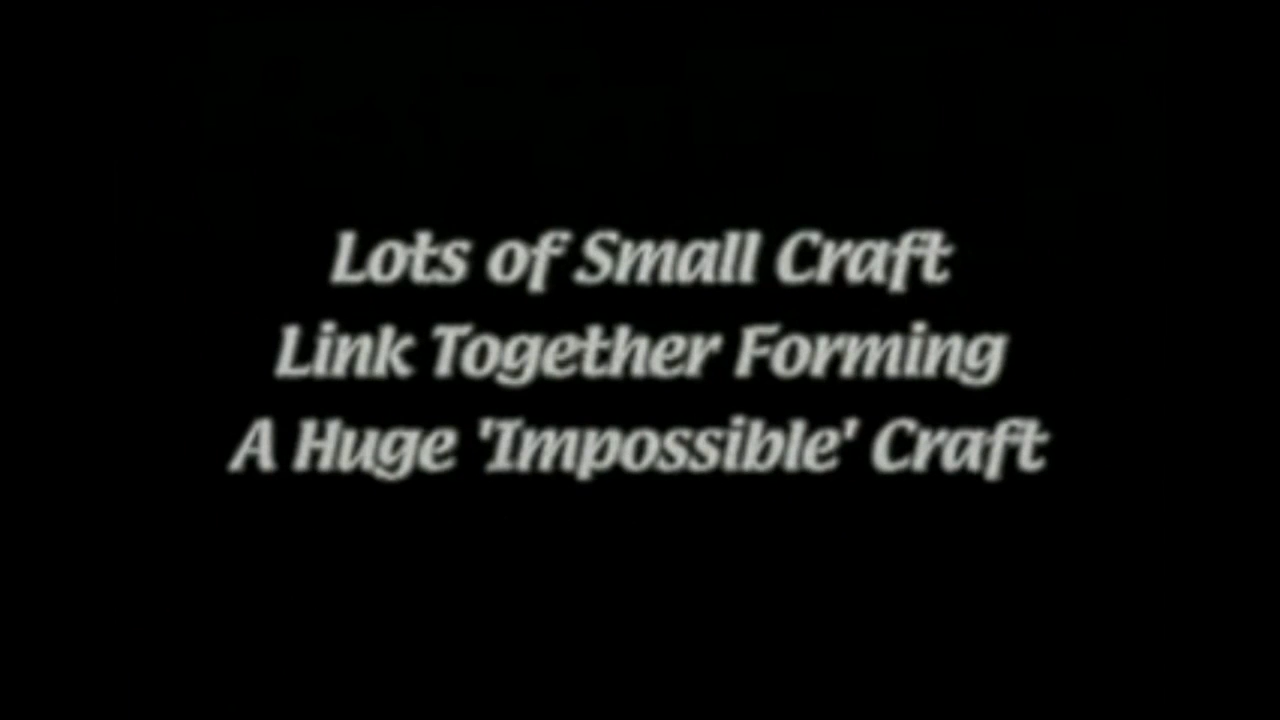 Lots of Small Craft
Link Together Forming
A Huge 'Impossible' Craft